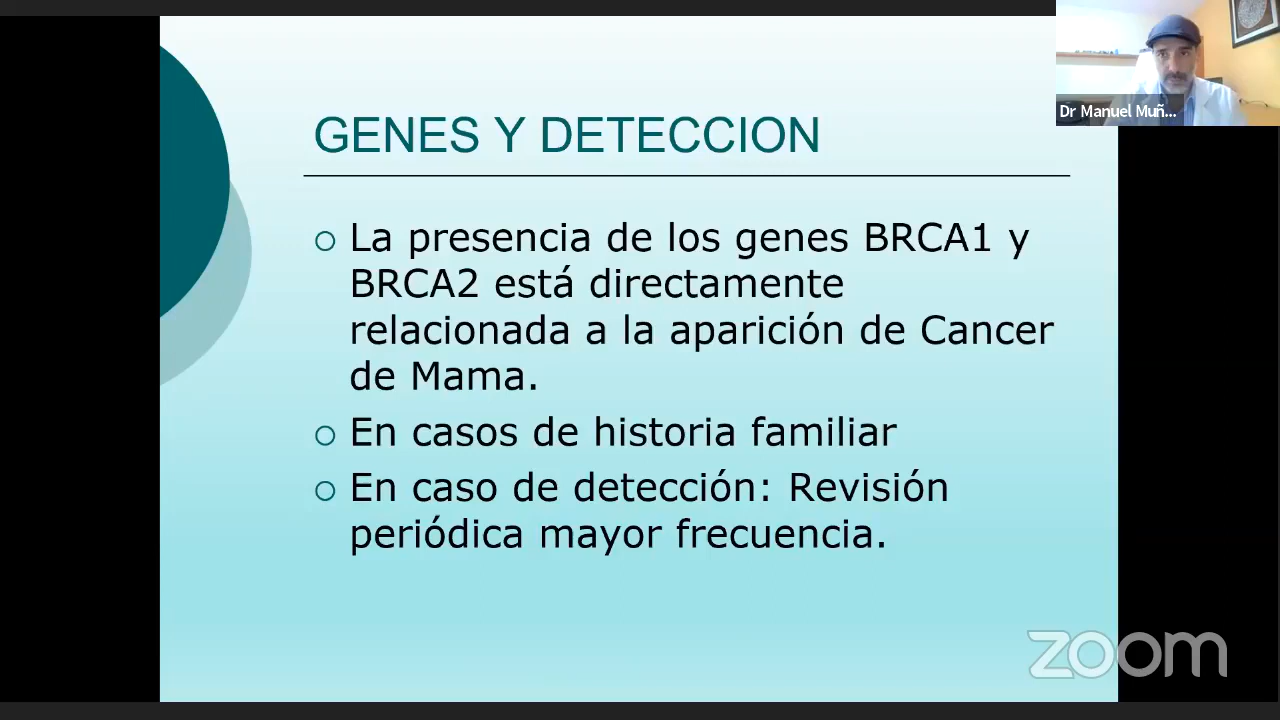 GENES Y DETECCION
La presencia de los genes BRCA1 y
BRCA2 está directamente
relacionada a la aparición de Cancer
de Mama.
En casos de historia familiar
En caso de detección: Revisión
periódica mayor frecuencia.
Dr Manuel Muñ...
zoom